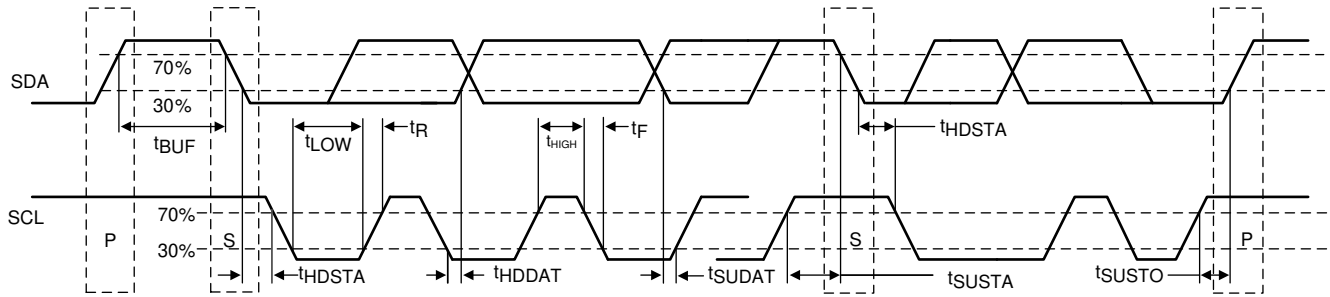 SDA
70%
30%
tBUF
tLOW
tR
tHIGH
tF
tHDSTA
SCL
70%
30%
P
S
S
P
tHDSTA
tHDDAT
tSUDAT
tSUSTA
tSUSTO